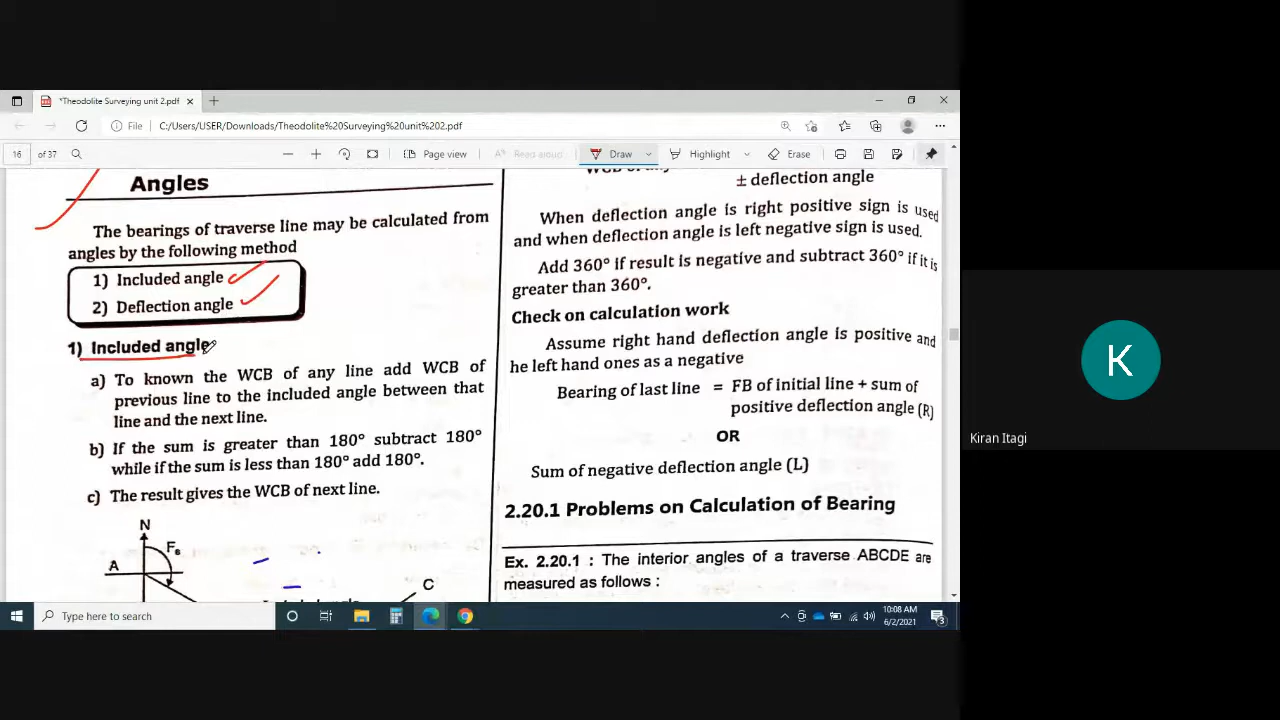 *Theodolite Surveying unit 2.pdf
File C:/Users/USER/Downloads/Theodolite%20Surveying%20unit%202.pdf
16 of 37 Page view Read aloud Draw Highlight Erase
Angles
The bearings of traverse line may be calculated from
angles by the following method
1) Included angle
2) Deflection angle
1) Included angle
a) To known the WCB of any line add WCB of
previous line to the included angle between that
line and the next line.
b) If the sum is greater than 180° subtract 180°
while if the sum is less than 180° add 180°.
c) The result gives the WCB of next line.
N
A
C
± deflection angle
When deflection angle is right positive sign is used
and when deflection angle is left negative sign is used.
Add 360° if result is negative and subtract 360° if it is
greater than 360°.
Check on calculation work
Assume right hand deflection angle is positive and
he left hand ones as a negative
Bearing of last line = FB of initial line + sum of
positive deflection angle (R)
OR
Sum of negative deflection angle (L)
2.20.1 Problems on Calculation of Bearing
Ex. 2.20.1 : The interior angles of a traverse ABCDE are
measured as follows :
K
Kiran Itagi
Type here to search
10:08 AM
6/2/2021
3